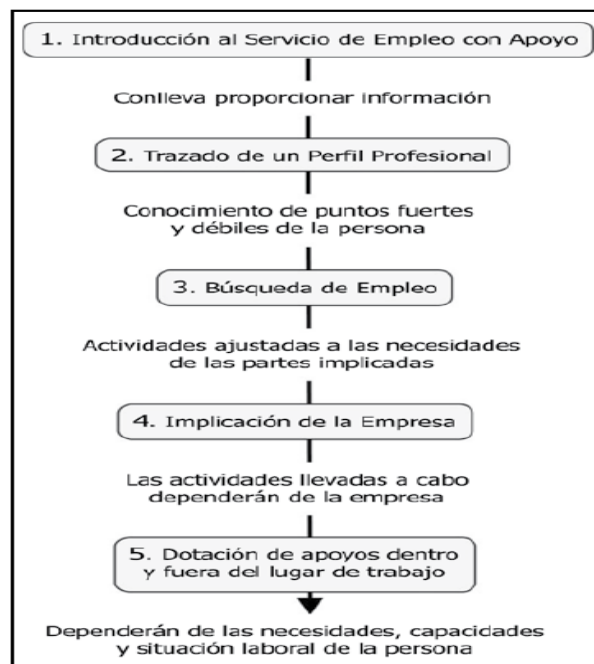 1. Introducción al Servicio de Empleo con Apoyo
Conlleva proporcionar información
2. Trazado de un Perfil Profesional
Conocimiento de puntos fuertes
y débiles de la persona
3. Búsqueda de Empleo
Actividades ajustadas a las necesidades
de las partes implicadas
4. Implicación de la Empresa
Las actividades llevadas a cabo
dependerán de la empresa
5. Dotación de apoyos dentro
y fuera del lugar de trabajo
Dependerán de las necesidades, capacidades
y situación laboral de la persona